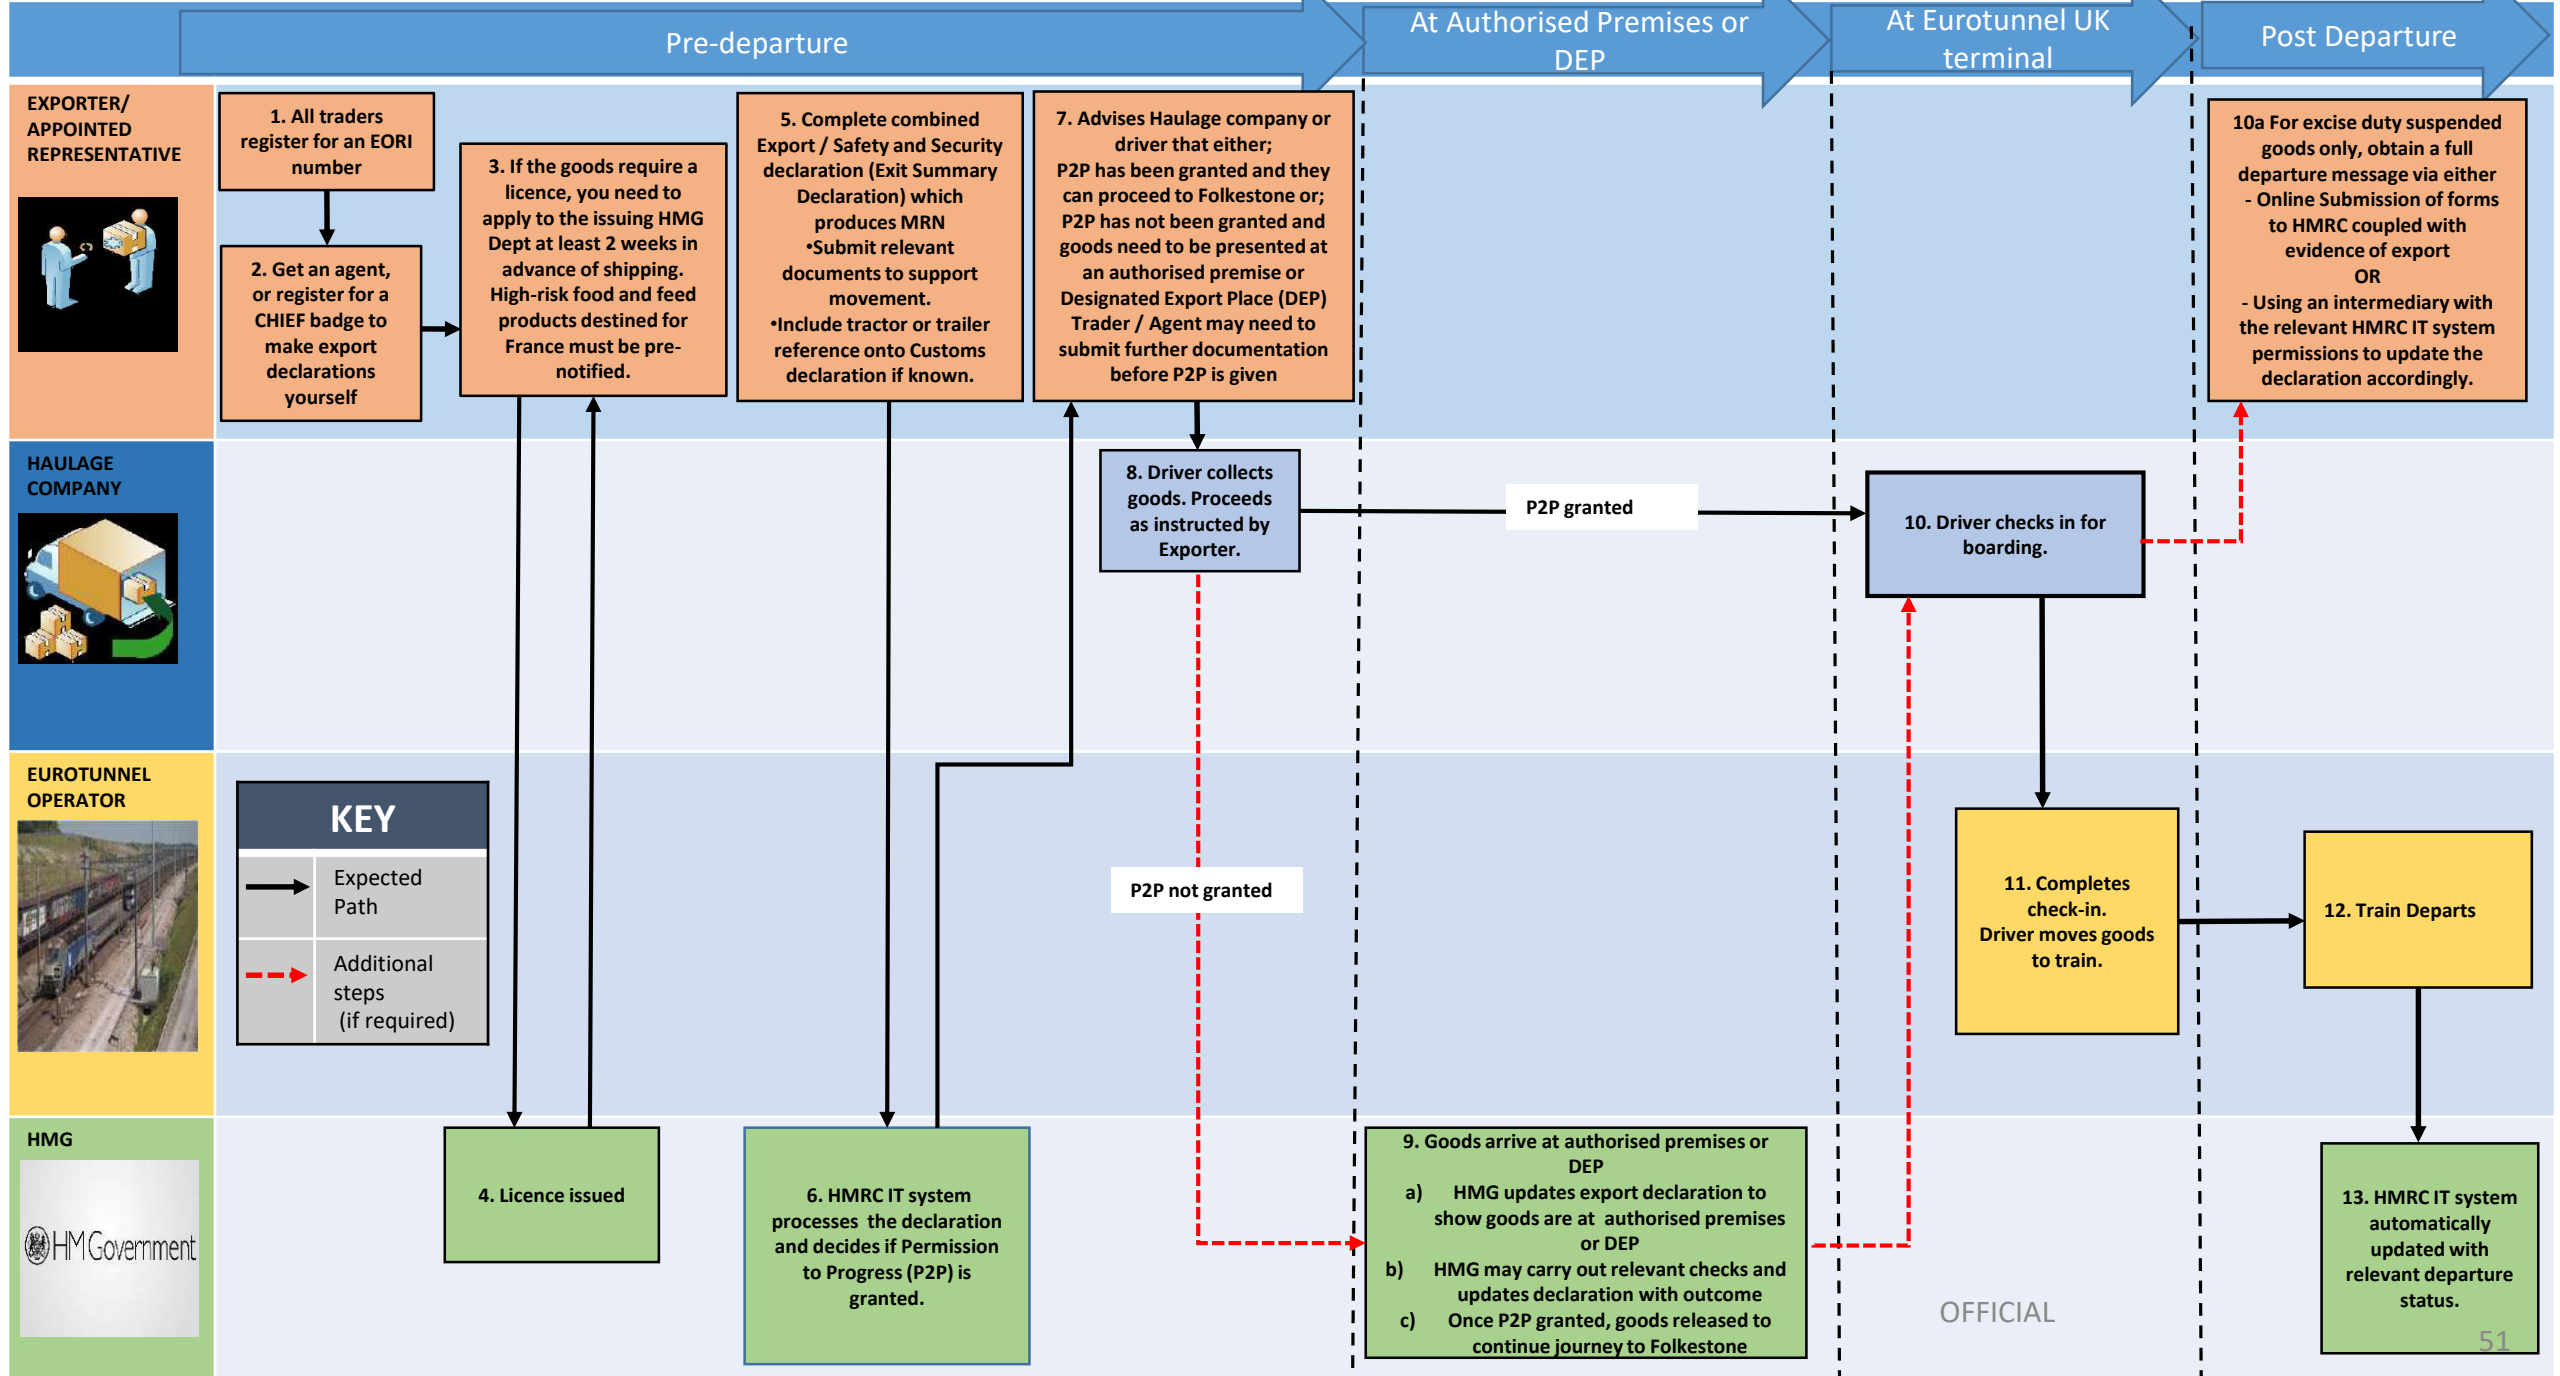 Pre-departure
At Authorised Premises or
DEP
At Eurotunnel UK
terminal
Post Departure
EXPORTER/
APPOINTED
REPRESENTATIVE
1. All traders
register for an EORI
number
2. Get an agent,
or register for a
CHIEF badge to
make export
declarations
yourself
3. If the goods require a
licence, you need to
apply to the issuing HMG
Dept at least 2 weeks in
advance of shipping.
High-risk food and feed
products destined for
France must be pre-
notified.
5. Complete combined
Export / Safety and Security
declaration (Exit Summary
Declaration) which
produces MRN
•Submit relevant
documents to support
movement.
•Include tractor or trailer
reference onto Customs
declaration if known.
7. Advises Haulage company or
driver that either;
P2P has been granted and they
can proceed to Folkestone or;
P2P has not been granted and
goods need to be presented at
an authorised premise or
Designated Export Place (DEP)
Trader / Agent may need to
submit further documentation
before P2P is given
10a For excise duty suspended
goods only, obtain a full
departure message via either
- Online Submission of forms
to HMRC coupled with
evidence of export
OR
- Using an intermediary with
the relevant HMRC IT system
permissions to update the
declaration accordingly.
HAULAGE
COMPANY
8. Driver collects
goods. Proceeds
as instructed by
Exporter.
P2P granted
10. Driver checks in for
boarding.
EUROTUNNEL
OPERATOR
KEY
Expected
Path
Additional
steps
(if required)
P2P not granted
11. Completes
check-in.
Driver moves goods
to train.
12. Train Departs
HMG
HM Government
4. Licence issued
6. HMRC IT system
processes the declaration
and decides if Permission
to Progress (P2P) is
granted.
9. Goods arrive at authorised premises or
DEP
a) HMG updates export declaration to
show goods are at authorised premises
or DEP
b) HMG may carry out relevant checks and
updates declaration with outcome
c) Once P2P granted, goods released to
continue journey to Folkestone
13. HMRC IT system
automatically
updated with
relevant departure
status.
OFFICIAL
51